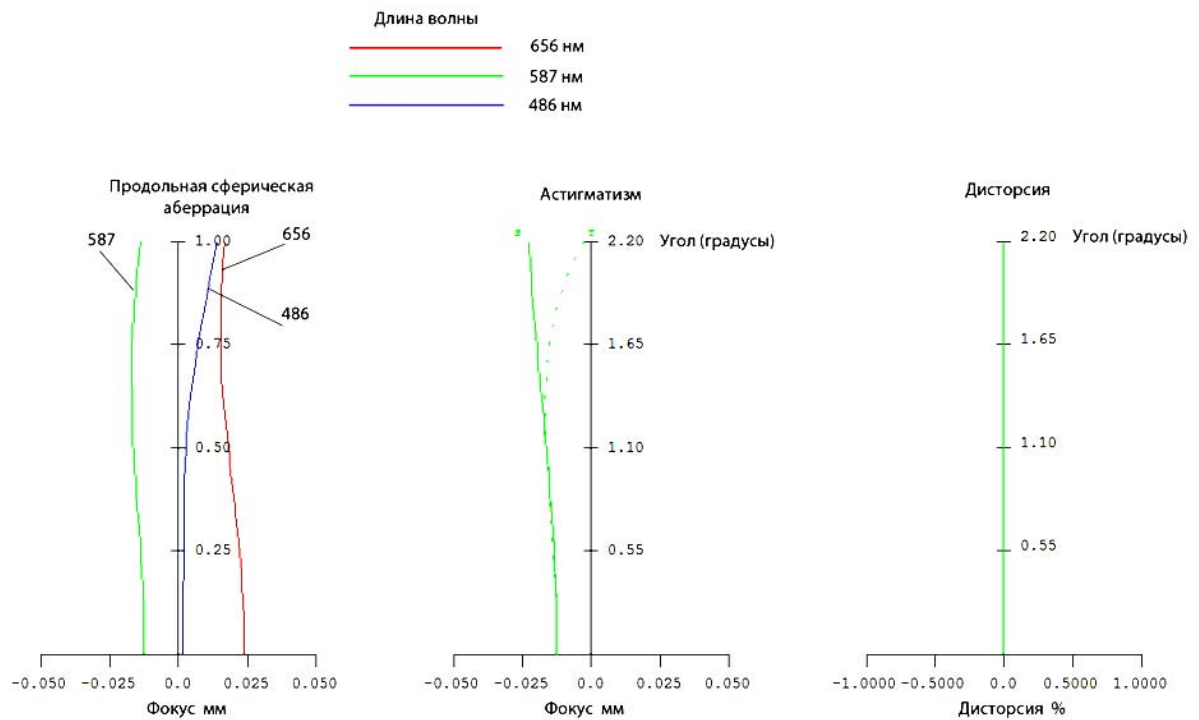 Длина волны
656 нм
587 нм
486 нм
Продольная сферическая
аберрация
587
1.00
656
486
0.75
0.50
0.25
-0.050 -0.025 0.0 0.025 0.050
Фокус мм
Астигматизм
2.20 Угол (градусы)
1.65
1.10
0.55
-0.050 -0.025 0.0 0.025 0.050
Фокус мм
Дисторсия
2.20 Угол (градусы)
1.65
1.10
0.55
-1.0000 -0.5000 0.0 0.5000 1.0000
Дисторсия %